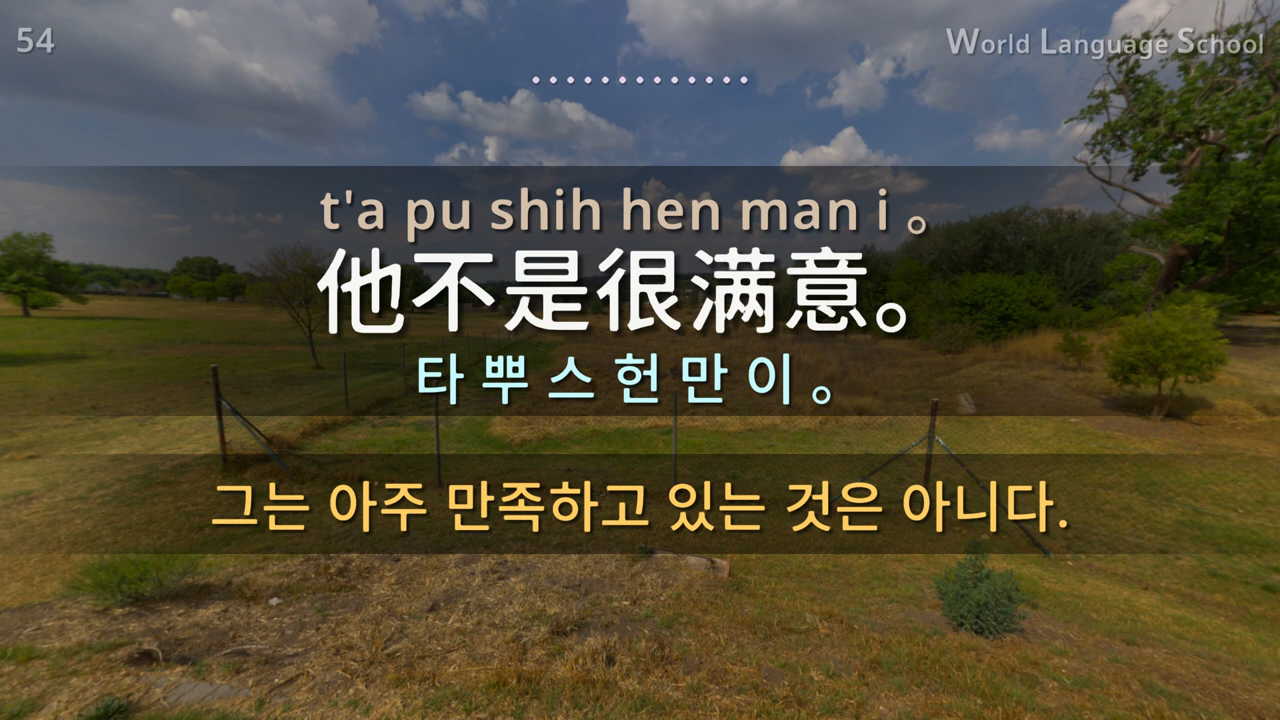 54
World Language School
t'a pu shih hen man i 。
他不是很满意。
타 뿌 스 헌 만 이 。
그는 아주 만족하고 있는 것은 아니다.